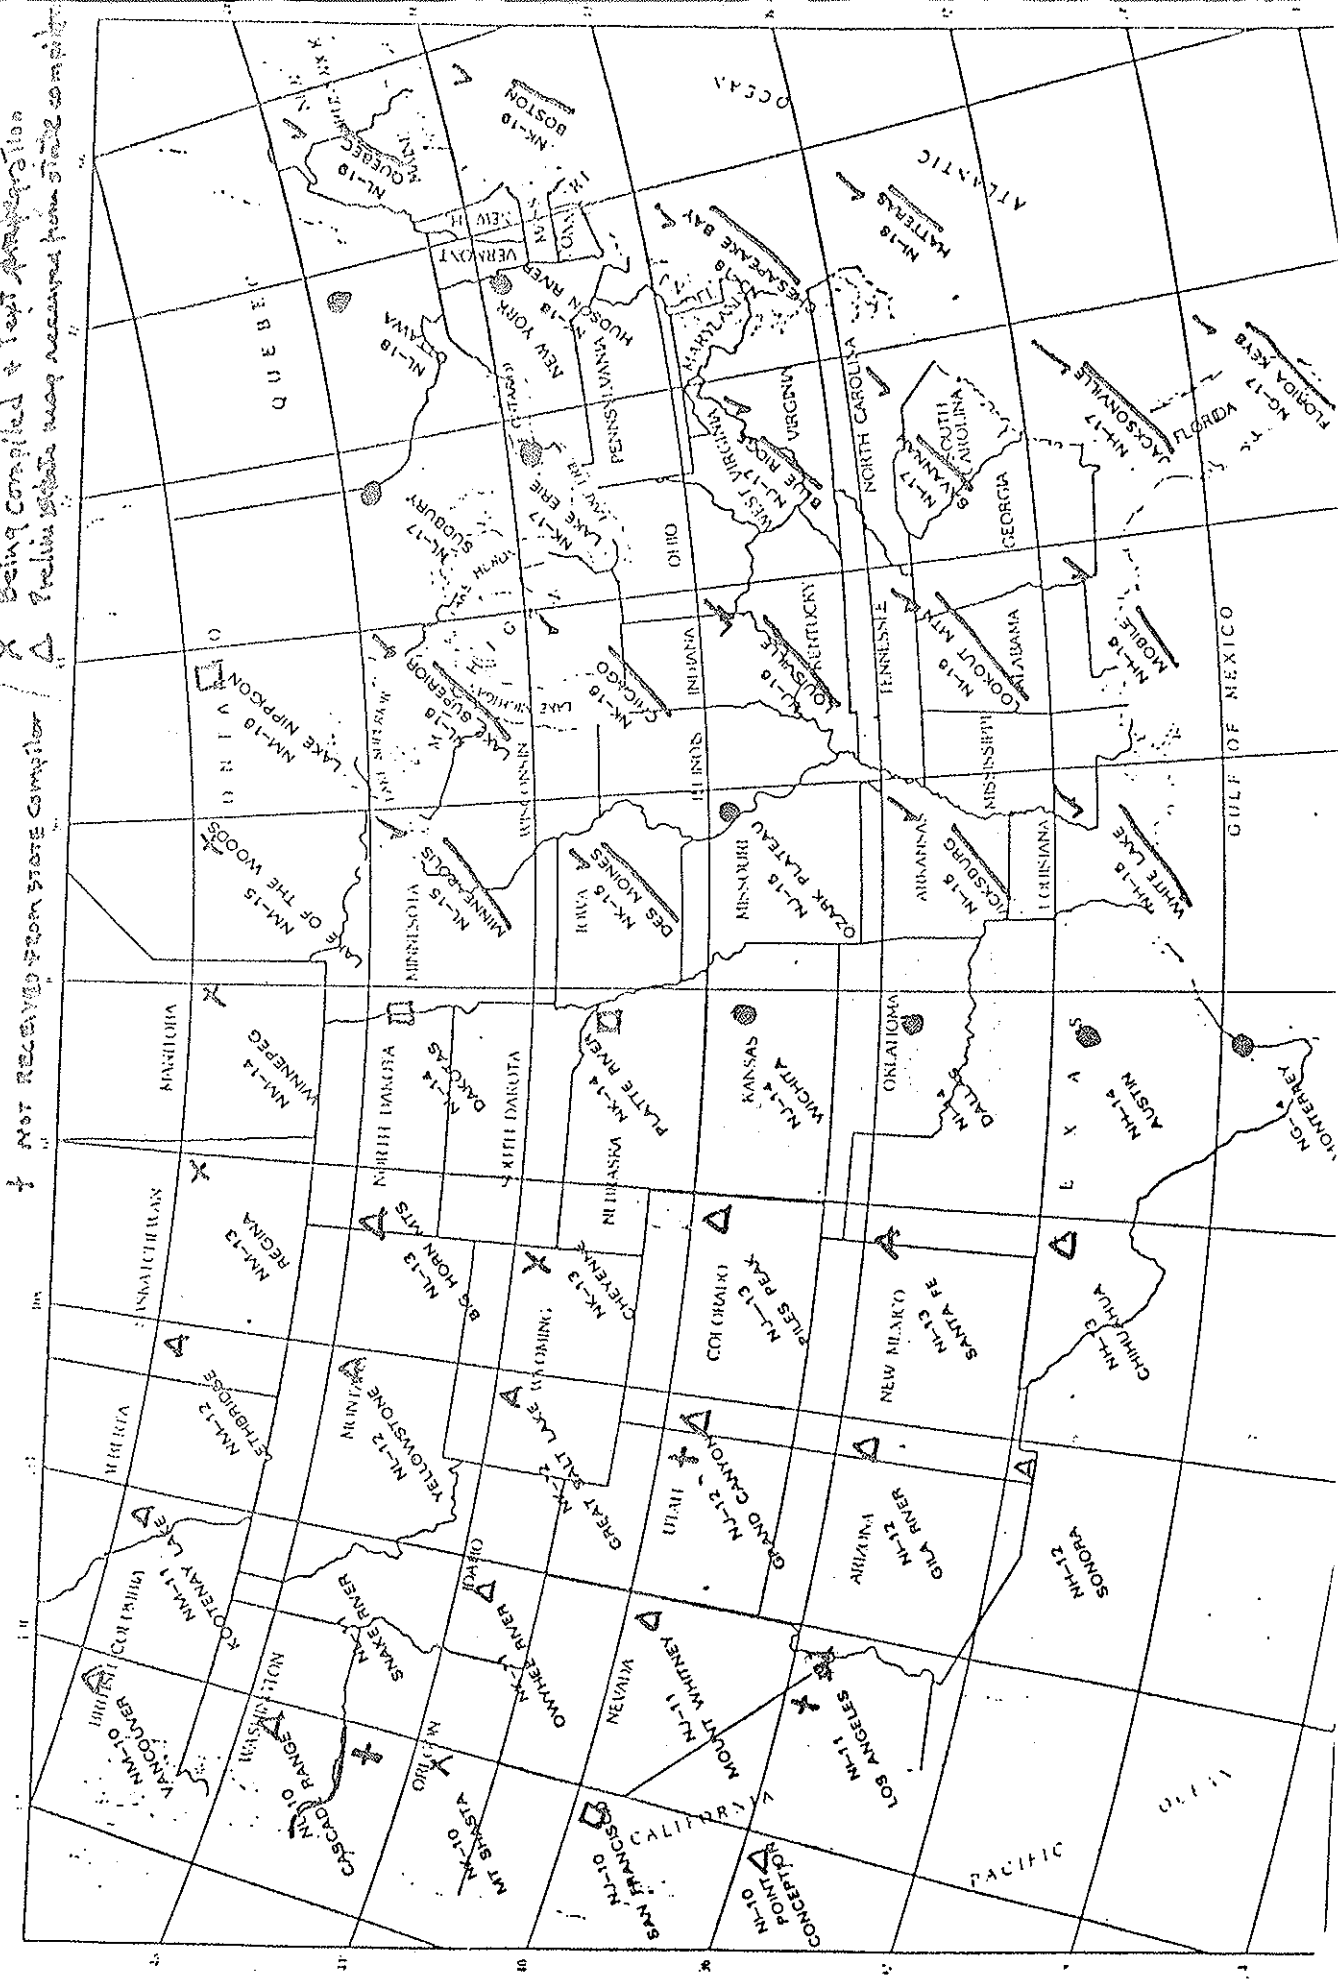 † NOT RECEIVED FROM STATE Compiler
X Being compiled + Text preparation
△ Prelim state map received from state compiler
BRITISH COLUMBIA
VANCOUVER
NM-10
KOOTENAY LAKE
NM-11
ALBERTA
LETHBRIDGE
NM-12
SASKATCHEWAN
REGINA
NM-13
MANITOBA
WINNEPEG
NM-14
LAKE OF THE WOODS
NM-15
LAKE NIPPIGON
NM-16
ONTARIO
QUEBEC
WASHINGTON
CASCADE RANGE
NL-10
SNAKE RIVER
NL-11
MONTANA
YELLOWSTONE
NL-12
BIG HORN MTS
NL-13
NORTH DAKOTA
DAKOTAS
NL-14
MINNESOTA
MINNEAPOLIS
NL-15
LAKE SUPERIOR
LAKE SUPERIOR
NL-16
SUDBURY
NL-17
OTTAWA
NL-18
QUEBEC
NL-19
MAINE
OREGON
MT SHASTA
NK-10
IDAHO
OWYHEE RIVER
NK-11
GREAT SALT LAKE
NK-12
WYOMING
CHEYENNE
NK-13
SOUTH DAKOTA
NEBRASKA
PLATTE RIVER
NK-14
IOWA
DES MOINES
NK-15
WISCONSIN
LAKE MICHIGAN
CHICAGO
NK-16
LAKE HURON
LAKE ERIE
NK-17
LAKE ERIE
ONTARIO
NEW YORK
HUDSON RIVER
NK-18
VERMONT
NEW H.
MASS
CONN
RI
BOSTON
NK-19
SAN FRANCISCO
NJ-10
CALIFORNIA
NEVADA
MOUNT WHITNEY
NJ-11
UTAH
GRAND CANYON
NJ-12
COLORADO
PILES PEAK
NJ-13
KANSAS
WICHITA
NJ-14
MISSOURI
OZARK PLATEAU
NJ-15
ILLINOIS
INDIANA
LOUISVILLE
NJ-16
KENTUCKY
OHIO
WEST VIRGINIA
BLUE RIDGE
NJ-17
VIRGINIA
PENNSYLVANIA
MARYLAND
CHESAPEAKE BAY
NJ-18
POINT CONCEPTION
NI-10
LOS ANGELES
NI-11
ARIZONA
GILA RIVER
NI-12
NEW MEXICO
SANTA FE
NI-13
OKLAHOMA
DALLAS
NI-14
ARKANSAS
VICKSBURG
NI-15
TENNESSEE
LOOKOUT MTN
NI-16
MISSISSIPPI
ALABAMA
NORTH CAROLINA
SAVANNAH
NI-17
SOUTH CAROLINA
GEORGIA
HATTERAS
NI-18
ATLANTIC OCEAN
SONORA
NH-12
CHIHUAHUA
NH-13
TEXAS
AUSTIN
NH-14
LOUISIANA
WHITE LAKE
NH-15
MOBILE
NH-16
JACKSONVILLE
NH-17
FLORIDA
MONTERREY
NG-14
FLORIDA KEYS
NG-17
GULF OF MEXICO
PACIFIC OCEAN